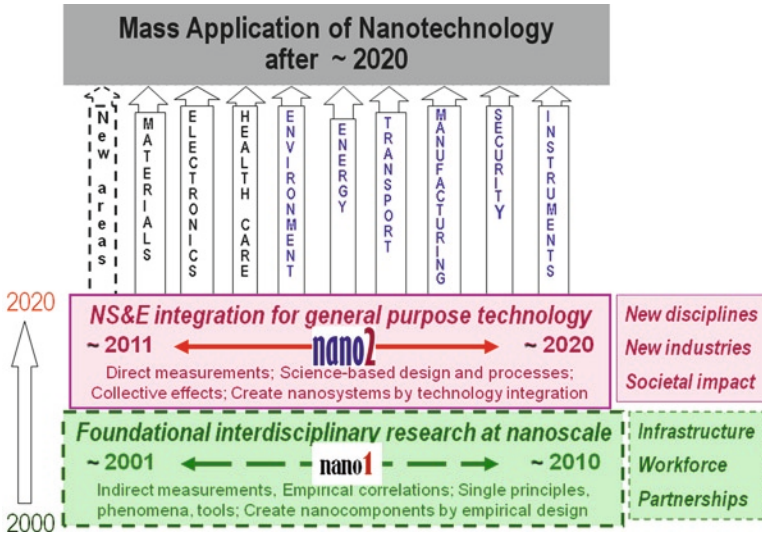 Mass Application of Nanotechnology
after ~ 2020
New areas
MATERIALS
ELECTRONICS
HEALTH CARE
ENVIRONMENT
ENERGY
TRANSPORT
MANUFACTURING
SECURITY
INSTRUMENTS
2020
NS&E integration for general purpose technology
~ 2011 nano2 ~ 2020
Direct measurements; Science-based design and processes;
Collective effects; Create nanosystems by technology integration
New disciplines
New industries
Societal impact
Foundational interdisciplinary research at nanoscale
~ 2001 nano1 ~ 2010
Indirect measurements, Empirical correlations; Single principles,
phenomena, tools; Create nanocomponents by empirical design
Infrastructure
Workforce
Partnerships
2000